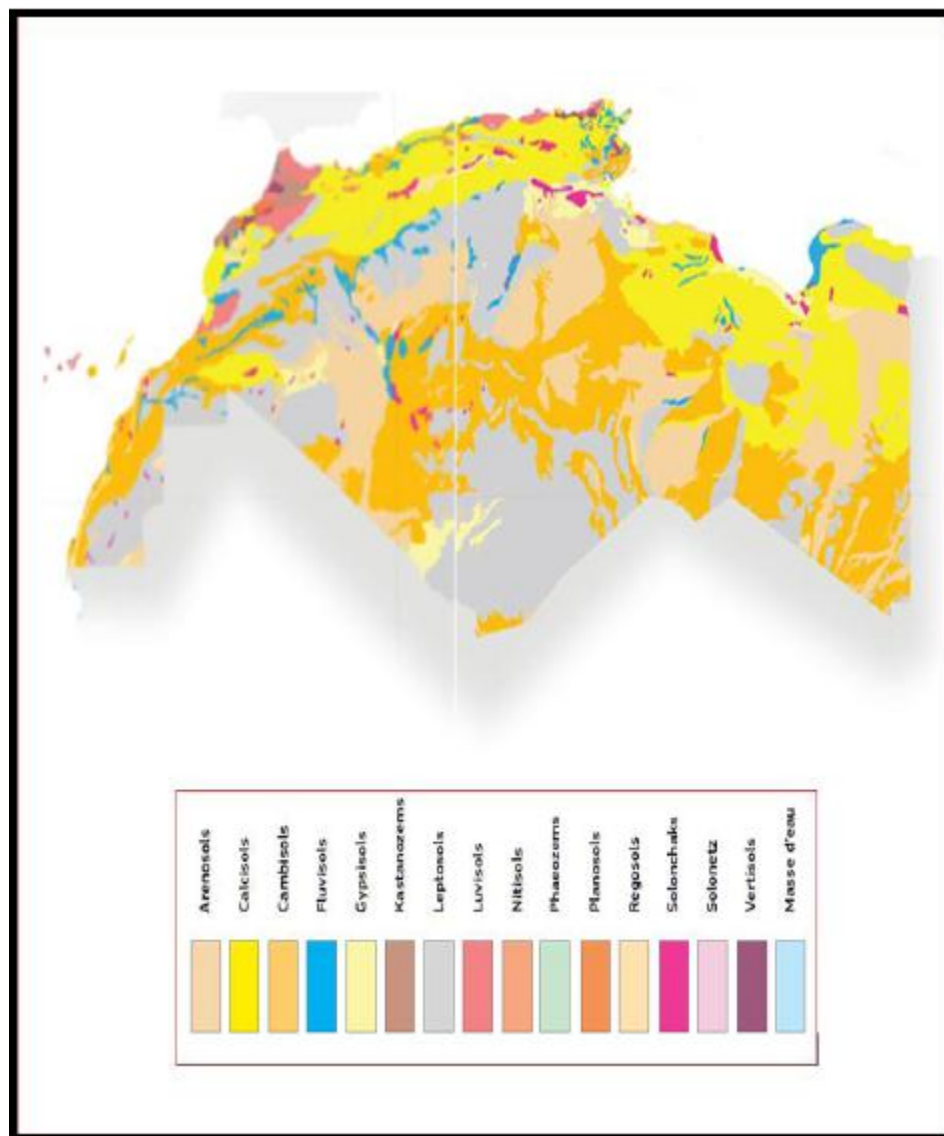 Arenosols
Calcisols
Cambisols
Fluvisols
Gypsisols
Kastanozems
Leptosols
Luvisols
Nitisols
Phaeozems
Planosols
Regosols
Solonchaks
Solonetz
Vertisols
Masse d'eau